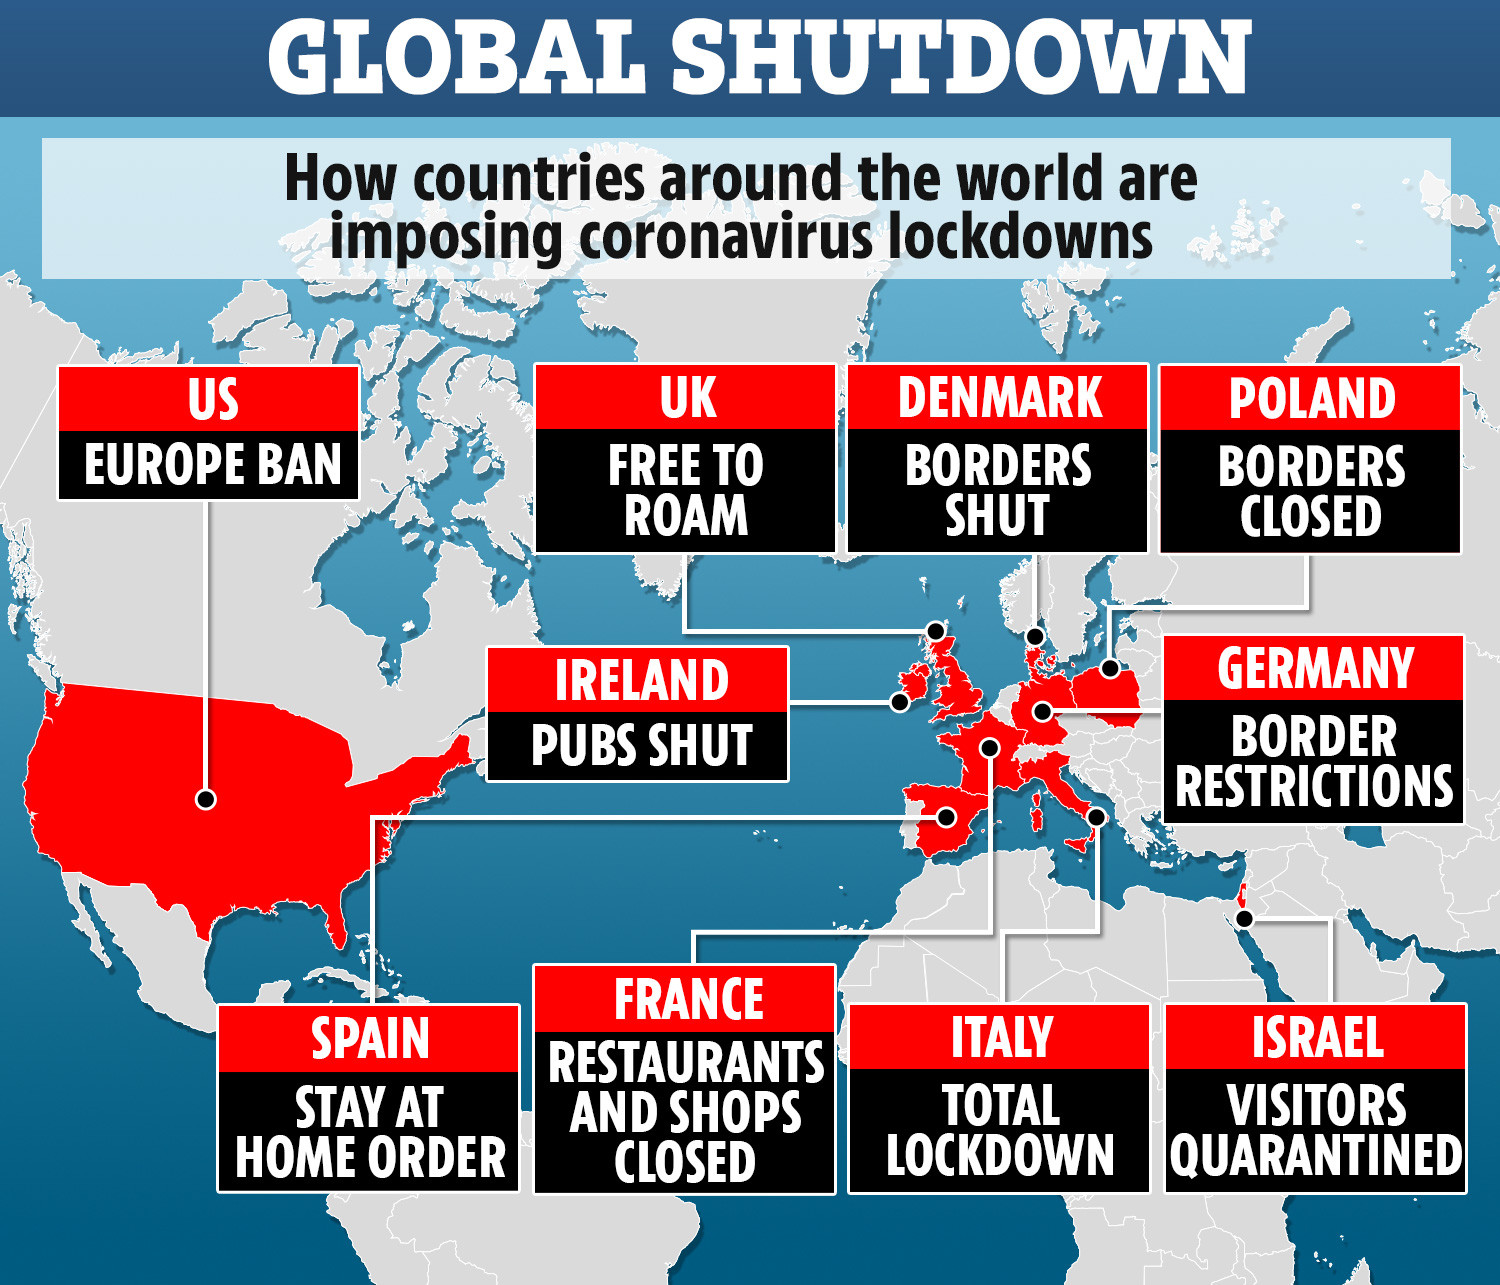 GLOBAL SHUTDOWN
How countries around the world are
imposing coronavirus lockdowns
US
EUROPE BAN
UK
FREE TO
ROAM
DENMARK
BORDERS
SHUT
POLAND
BORDERS
CLOSED
IRELAND
PUBS SHUT
GERMANY
BORDER
RESTRICTIONS
SPAIN
STAY AT
HOME ORDER
FRANCE
RESTAURANTS
AND SHOPS
CLOSED
ITALY
TOTAL
LOCKDOWN
ISRAEL
VISITORS
QUARANTINED